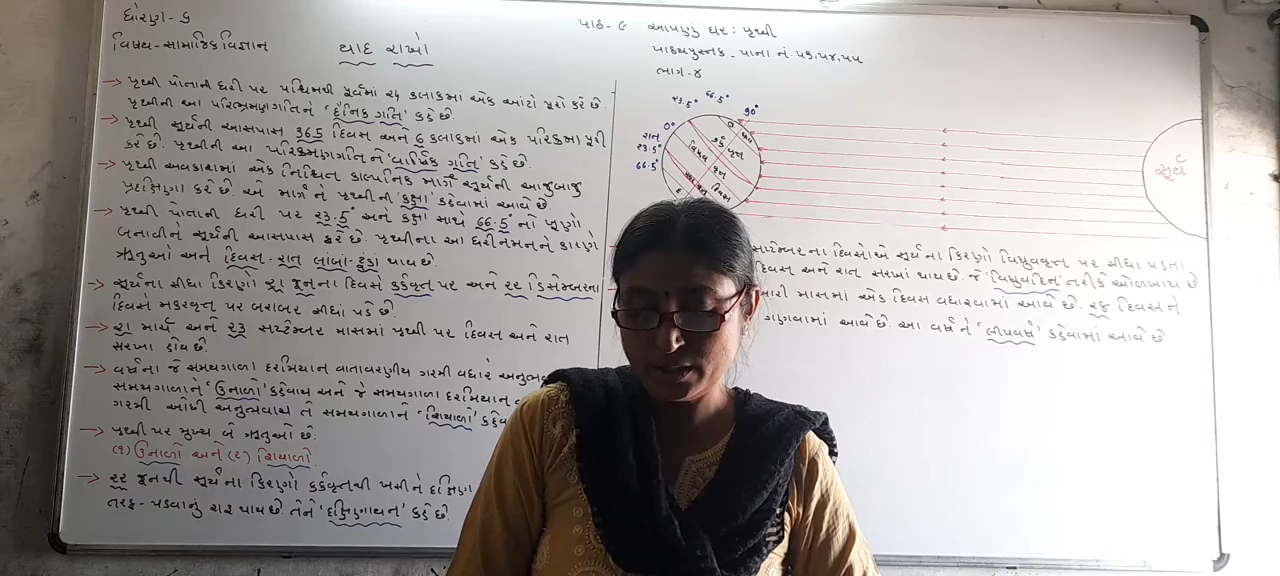 ધોરણ-૬
વિષય-સામાજિક વિજ્ઞાન
યાદ રાખો
→ પૃથ્વી પોતાની ધરી પર પશ્ચિમથી પૂર્વમાં ૨૪ કલાકમાં એક આંટો પૂરો કરે છે.
પૃથ્વીની આ પરિભ્રમણગતિને 'દૈનિક ગતિ' કહે છે.
→ પૃથ્વી સૂર્યની આસપાસ ૩૬૫ દિવસ અને ૬ કલાકમાં એક પરિક્રમા પૂરી
કરે છે. પૃથ્વીની આ પરિક્રમણગતિને 'વાર્ષિક ગતિ' કહે છે.
→ પૃથ્વી અવકાશમાં એક નિશ્ચિત કાલ્પનિક માર્ગે સૂર્યની આજુબાજુ
પ્રદક્ષિણા કરે છે આ માર્ગને પૃથ્વીની 'કક્ષા' કહેવામાં આવે છે.
→ પૃથ્વી પોતાની ધરી પર ૨૩.૫° અને કક્ષા સાથે ૬૬.૫° નો ખૂણો
બનાવીને સૂર્યની આસપાસ ફરે છે. પૃથ્વીના આ ધરીનમનને કારણે
ઋતુઓ અને દિવસ-રાત લાંબા-ટૂંકા થાય છે.
→ સૂર્યના સીધા કિરણો ૨૧ જૂનના દિવસે કર્કવૃત્ત પર અને ૨૨ ડિસેમ્બરના
દિવસે મકરવૃત્ત પર બરાબર સીધા પડે છે.
→ ૨૧ માર્ચ અને ૨૩ સપ્ટેમ્બર માસમાં પૃથ્વી પર દિવસ અને રાત
સરખા હોય છે.
→ વર્ષના જે સમયગાળા દરમિયાન વાતાવરણીય ગરમી વધારે અનુભવ
સમયગાળાને 'ઉનાળો' કહેવાય અને જે સમયગાળા દરમિયાન
ગરમી ઓછી અનુભવાય તે સમયગાળાને 'શિયાળો' કહેવ
→ પૃથ્વી પર મુખ્ય બે ઋતુઓ છે:
(૧) ઉનાળો અને (૨) શિયાળો.
→ ૨૨ જૂનથી સૂર્યના કિરણો કર્કવૃત્તથી ખસીને દક્ષિણ
તરફ-પડવાનું શરૂ થાય છે. તેને 'દક્ષિણાયન' કહે છે.
પાઠ-૯ આપણું ઘર: પૃથ્વી
પાઠ્યપુસ્તક-પાના નં. ૫૩,૫૪,૫૫
ભાગ-૪
૯૦°
૬૬.૫°
૨૩.૫°
૦°
રાત
૨૩.૫°
૬૬.૫°
કર્ક વૃત્ત
વિષુવ વૃત્ત
મકર વૃત્ત
દિવસ
સૂર્ય
સપ્ટેમ્બરના દિવસોએ સૂર્યના કિરણો વિષુવવૃત્ત પર સીધા પડતા
દિવસ અને રાત સરખાં થાય છે. જે 'વિષુવદિન' તરીકે ઓળખાય છે
આરી માસમાં એક દિવસ વધારવામાં આવે છે. ૨૯ દિવસને
ગણવામાં આવે છે. આ વર્ષને 'લીપવર્ષ' કહેવામાં આવે છે